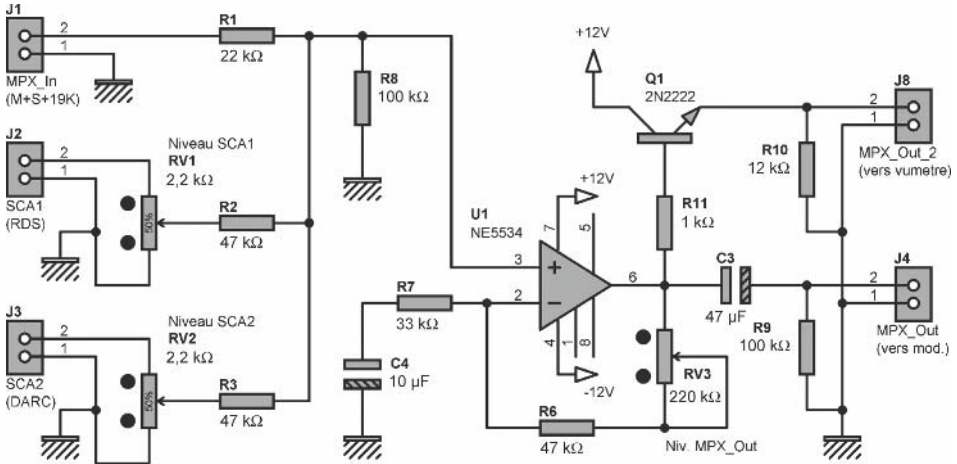 J1
2
1
MPX_In
(M+S+19K)
R1
22 kΩ
R8
100 kΩ
+12V
Q1
2N2222
J8
2
1
MPX_Out_2
(vers vumetre)
R10
12 kΩ
J2
2
1
SCA1
(RDS)
Niveau SCA1
RV1
2,2 kΩ
50%
R2
47 kΩ
+12V
U1
NE5534
7
5
3
+
2
−
6
4
1
8
-12V
R11
1 kΩ
C3
47 µF
J4
2
1
MPX_Out
(vers mod.)
R9
100 kΩ
R7
33 kΩ
C4
10 µF
J3
2
1
SCA2
(DARC)
Niveau SCA2
RV2
2,2 kΩ
50%
R3
47 kΩ
RV3
220 kΩ
R6
47 kΩ
Niv. MPX_Out